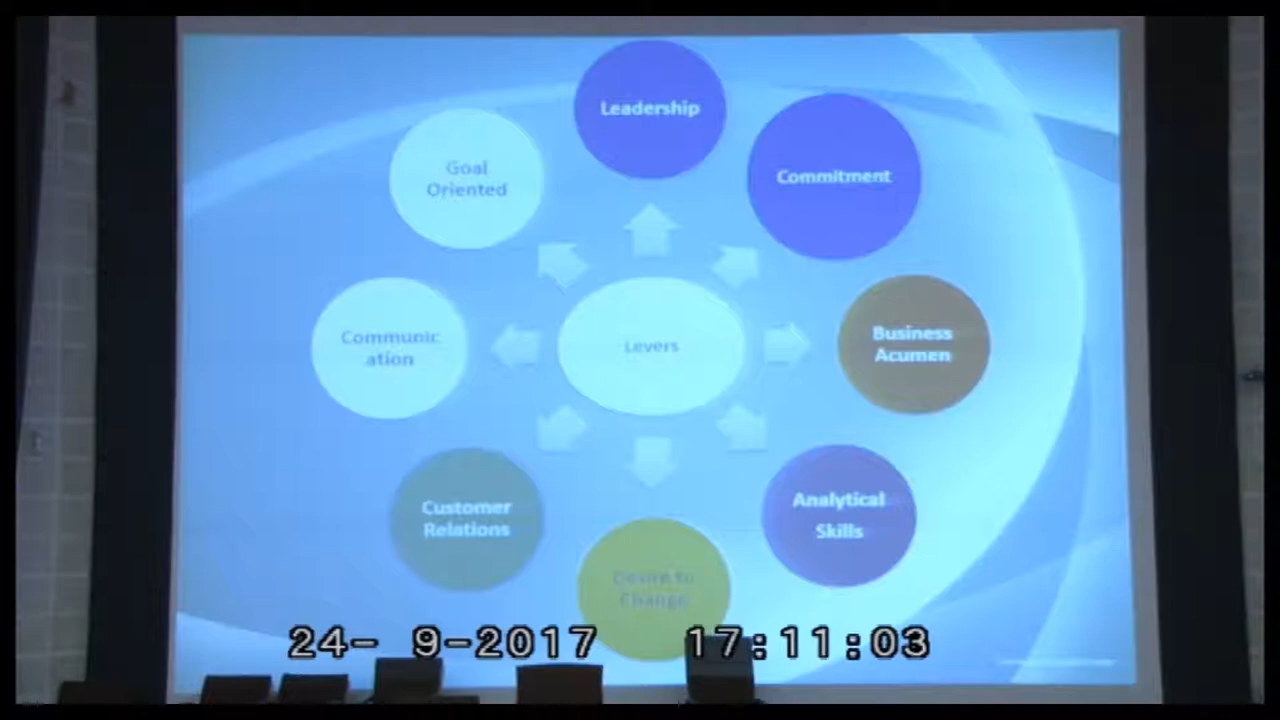 Leadership
Commitment
Goal
Oriented
Communic
ation
Levers
Business
Acumen
Customer
Relations
Analytical
Skills
Desire to
Change
24- 9-2017 17:11:03